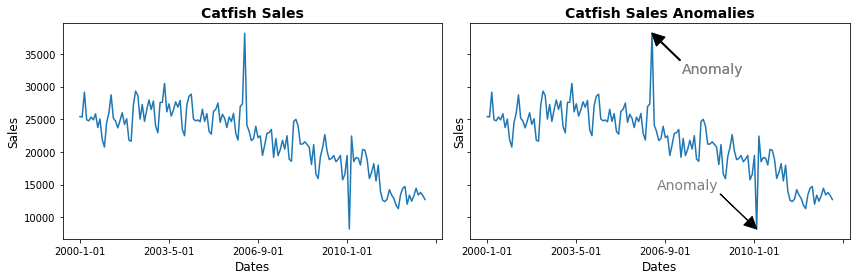 Catfish Sales
Sales
35000
30000
25000
20000
15000
10000
2000-1-01 2003-5-01 2006-9-01 2010-1-01
Dates
Catfish Sales Anomalies
Sales
Anomaly
Anomaly
2000-1-01 2003-5-01 2006-9-01 2010-1-01
Dates